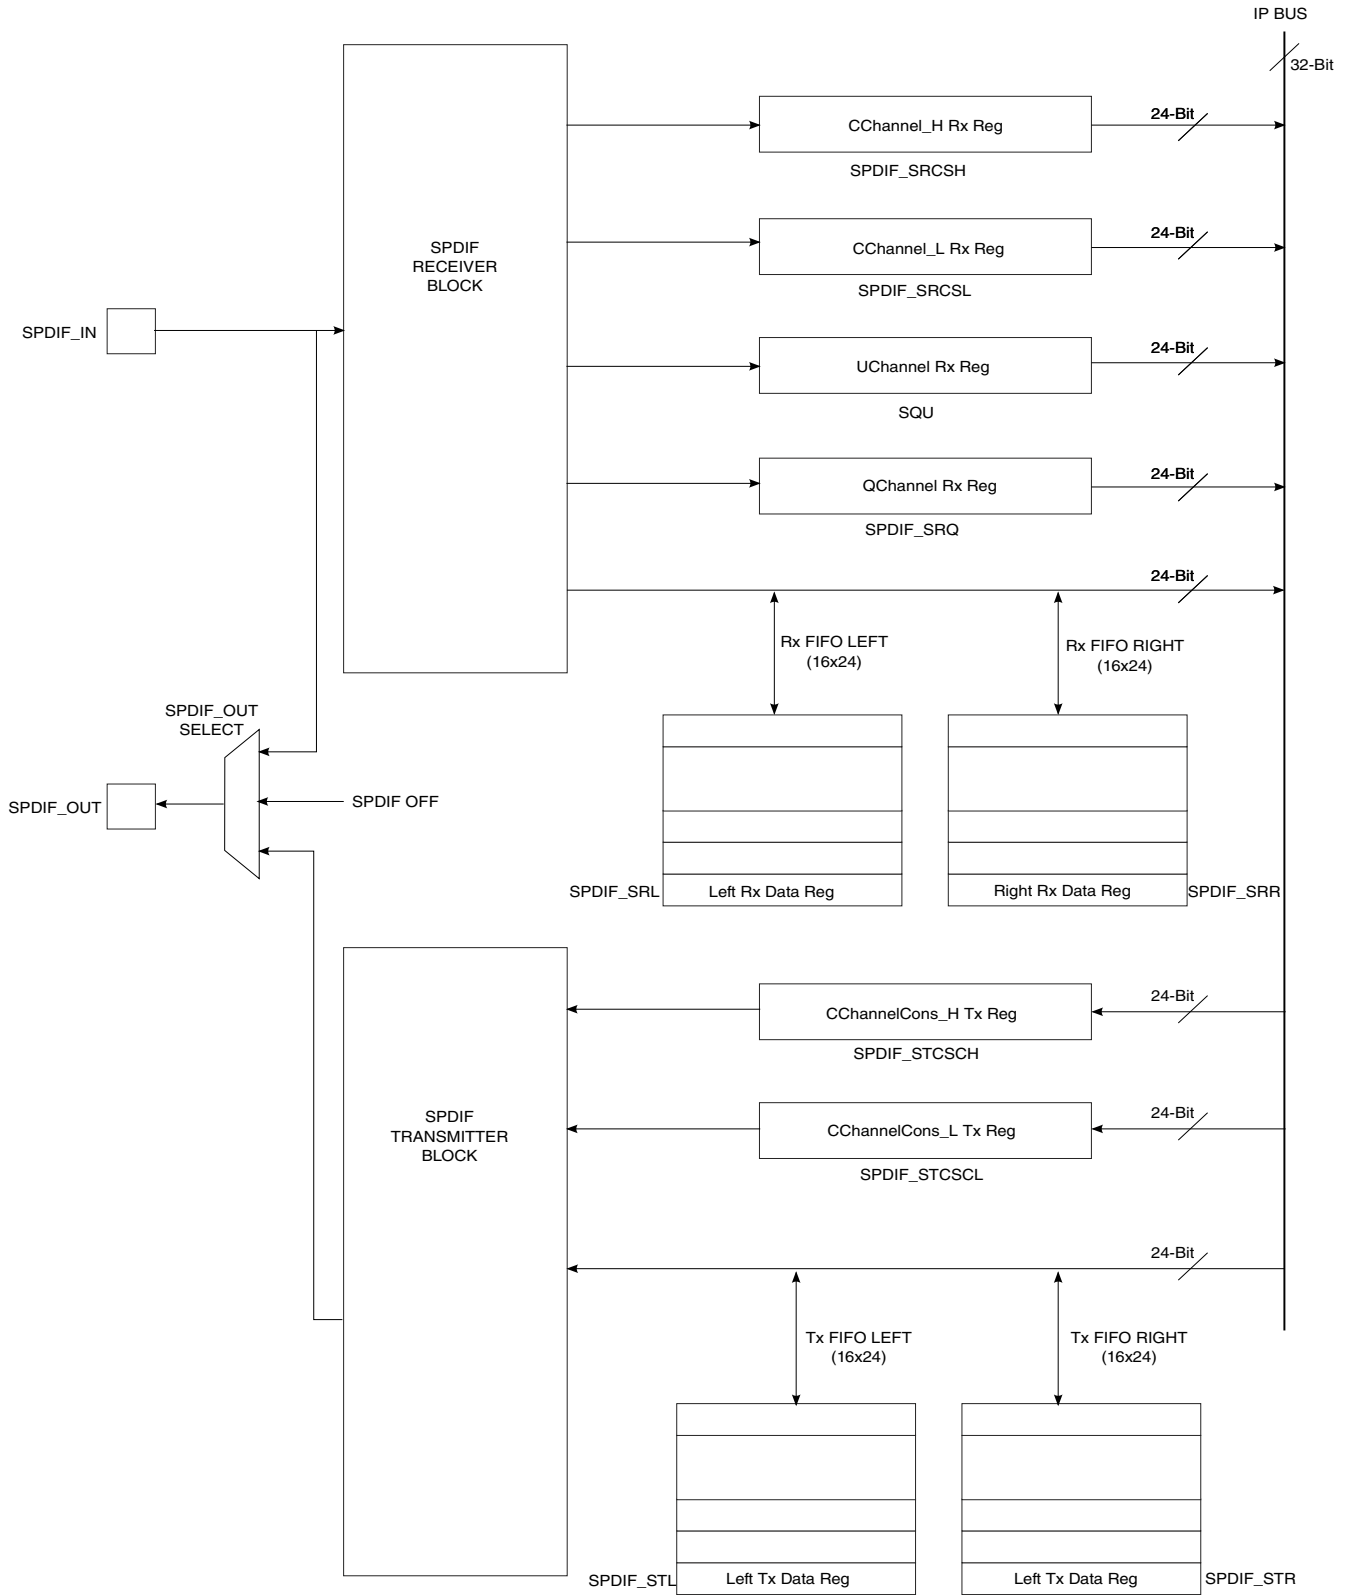 IP BUS
32-Bit
CChannel_H Rx Reg
24-Bit
SPDIF_SRCSH
SPDIF
RECEIVER
BLOCK
CChannel_L Rx Reg
24-Bit
SPDIF_SRCSL
SPDIF_IN
UChannel Rx Reg
24-Bit
SQU
QChannel Rx Reg
24-Bit
SPDIF_SRQ
24-Bit
Rx FIFO LEFT
(16x24)
Rx FIFO RIGHT
(16x24)
SPDIF_OUT
SELECT
SPDIF_OUT
SPDIF OFF
SPDIF_SRL
Left Rx Data Reg
Right Rx Data Reg
SPDIF_SRR
CChannelCons_H Tx Reg
24-Bit
SPDIF_STCSCH
SPDIF
TRANSMITTER
BLOCK
CChannelCons_L Tx Reg
24-Bit
SPDIF_STCSCL
24-Bit
Tx FIFO LEFT
(16x24)
Tx FIFO RIGHT
(16x24)
SPDIF_STL
Left Tx Data Reg
Left Tx Data Reg
SPDIF_STR